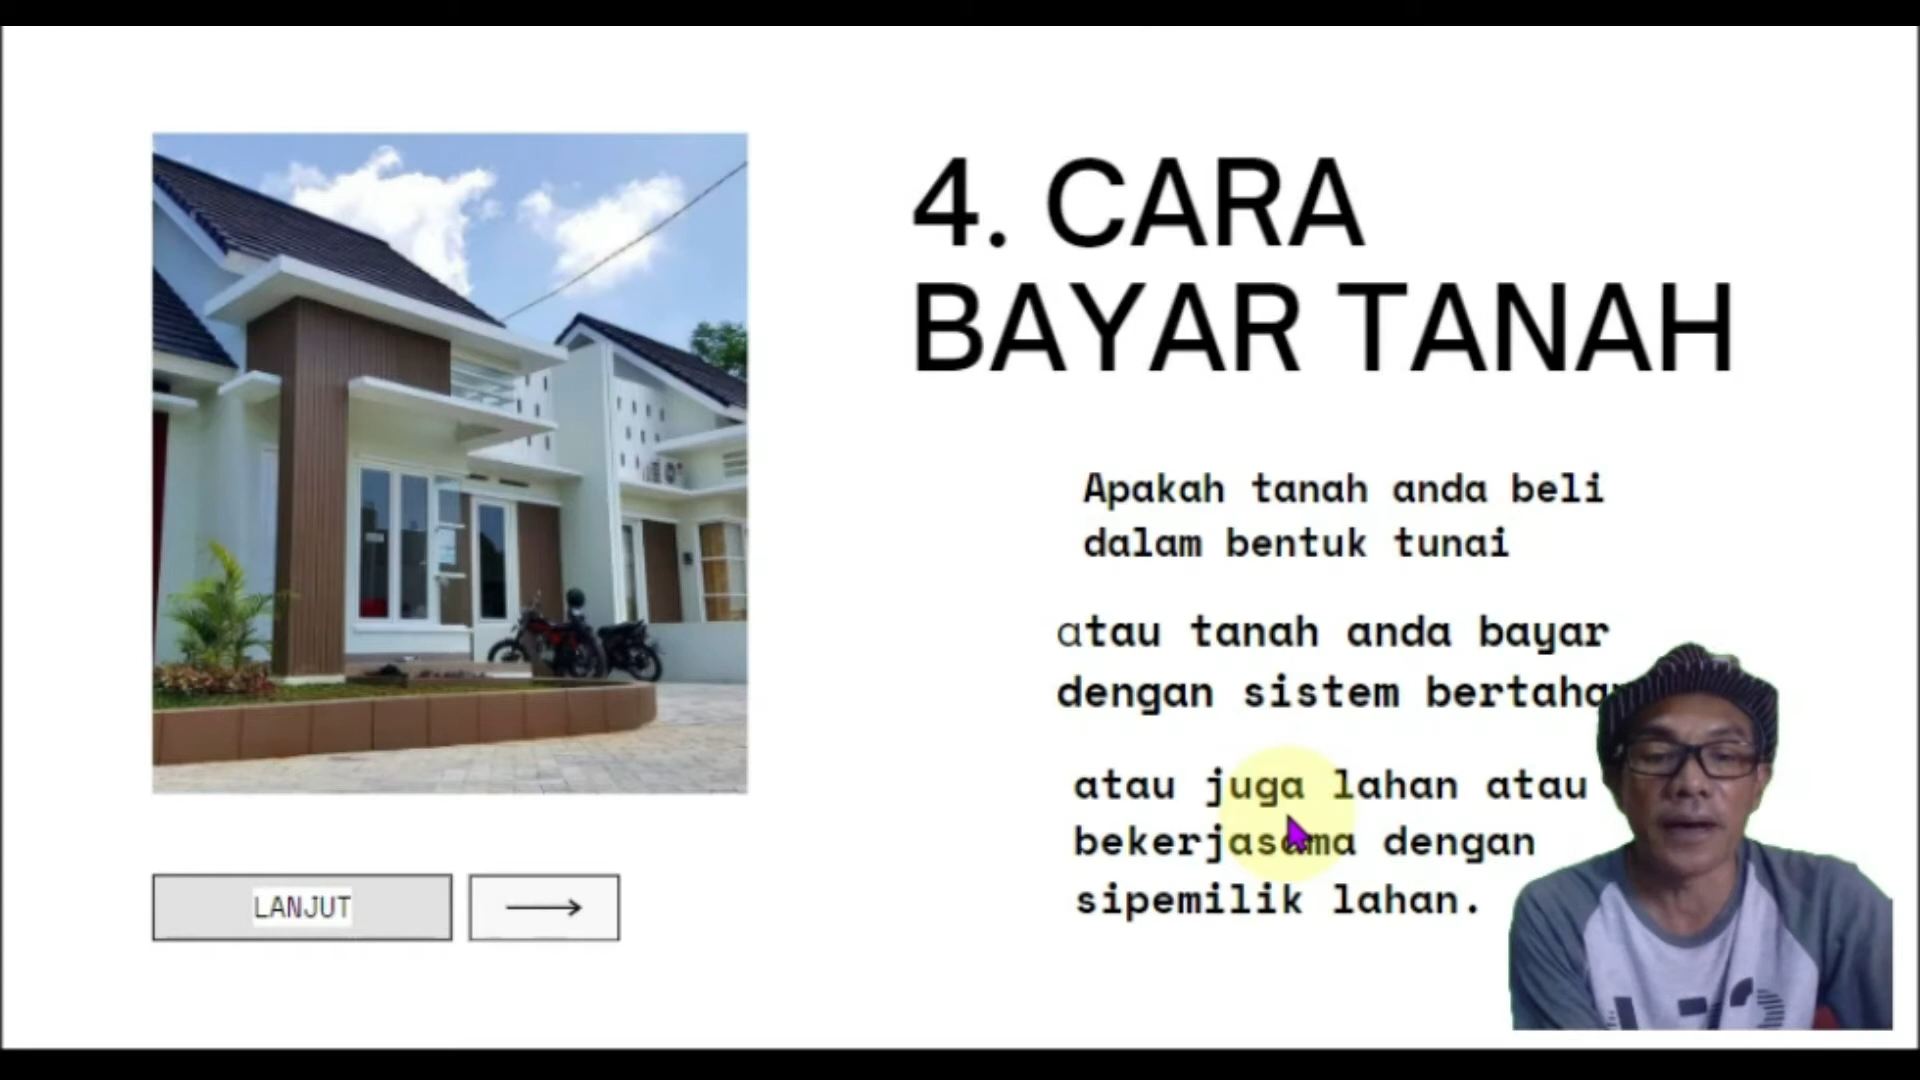 4. CARA
BAYAR TANAH
Apakah tanah anda beli
dalam bentuk tunai
atau tanah anda bayar
dengan sistem
atau juga lahan atau
bekerjasama dengan
sipemilik lahan.
LANJUT